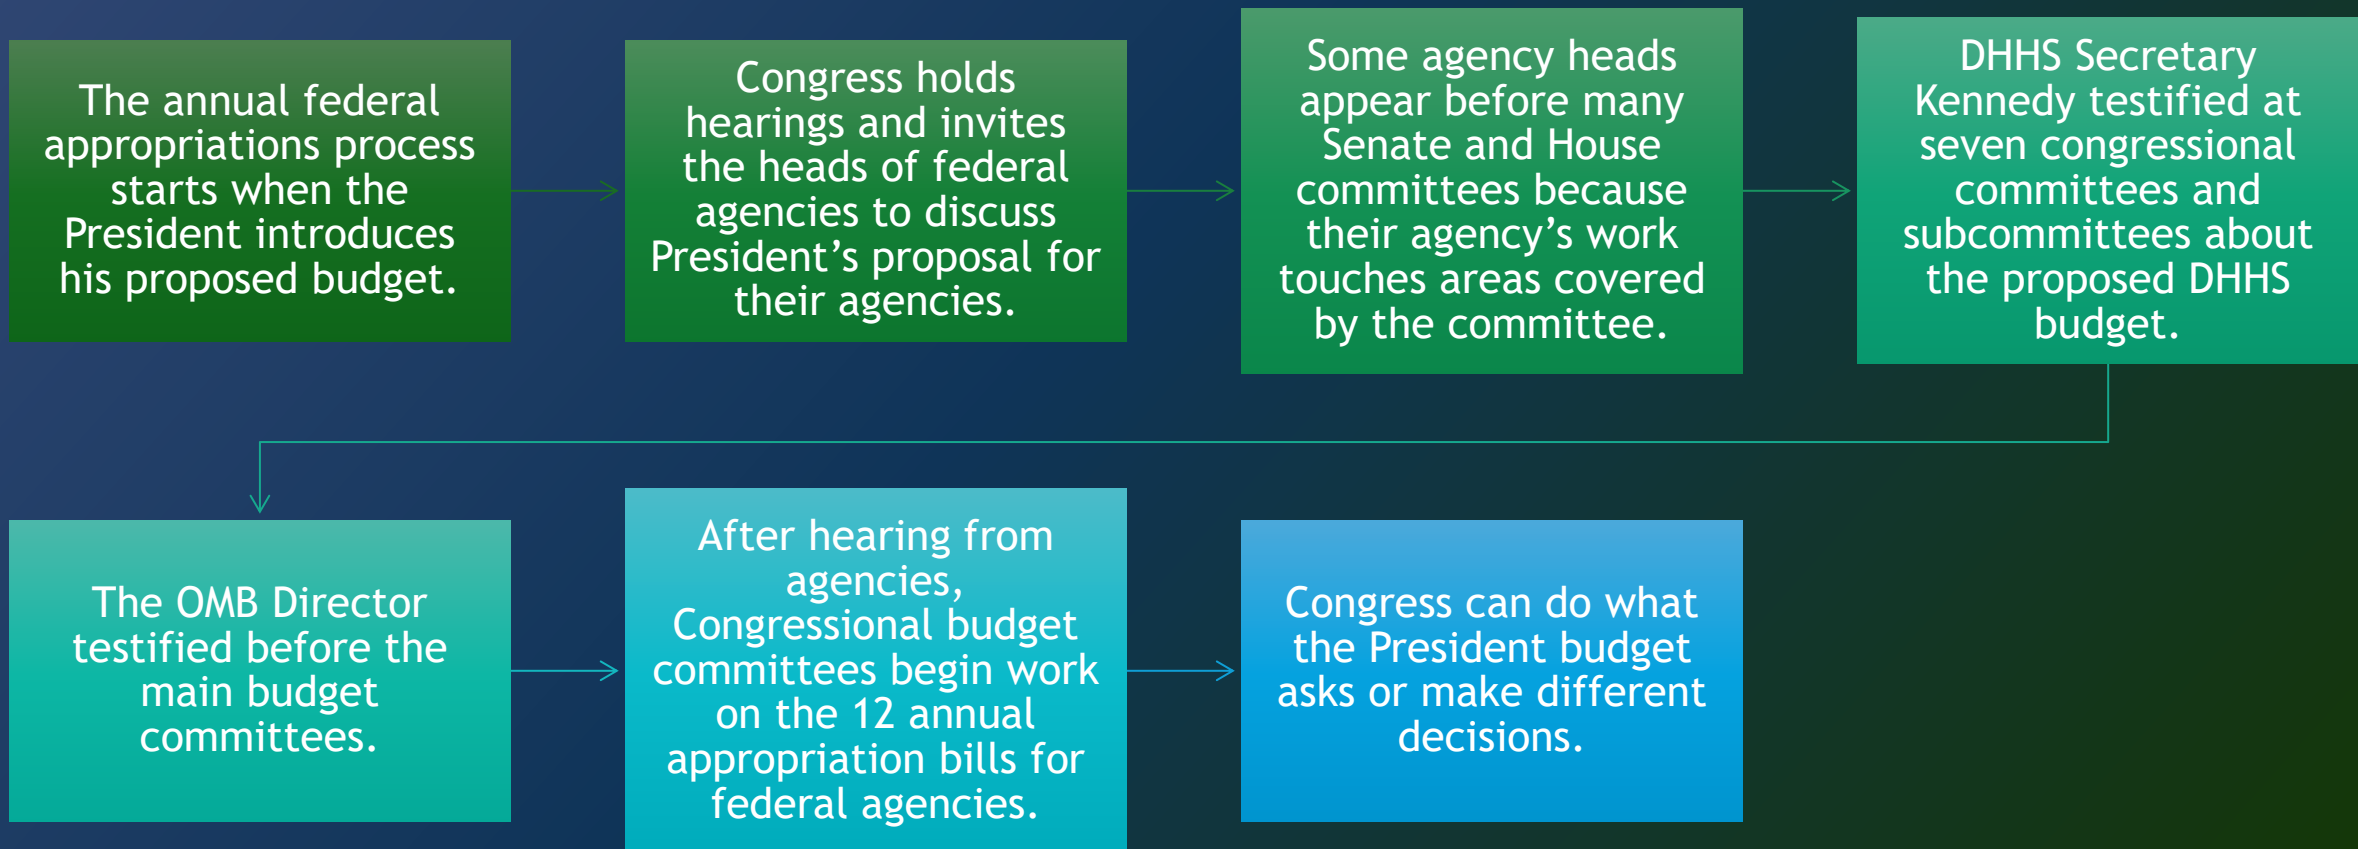 The annual federal
appropriations process
starts when the
President introduces
his proposed budget.
Congress holds
hearings and invites
the heads of federal
agencies to discuss
President’s proposal for
their agencies.
Some agency heads
appear before many
Senate and House
committees because
their agency’s work
touches areas covered
by the committee.
DHHS Secretary
Kennedy testified at
seven congressional
committees and
subcommittees about
the proposed DHHS
budget.
The OMB Director
testified before the
main budget
committees.
After hearing from
agencies,
Congressional budget
committees begin work
on the 12 annual
appropriation bills for
federal agencies.
Congress can do what
the President budget
asks or make different
decisions.